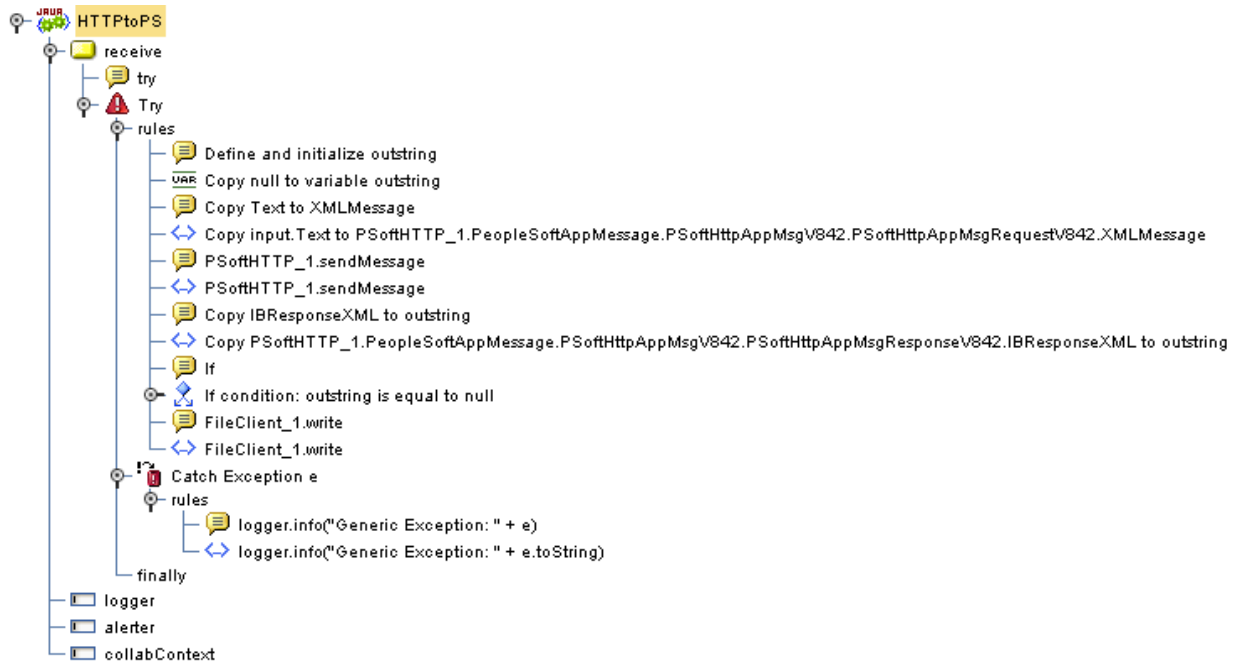 JAVA
HTTPtoPS
receive
try
Try
rules
Define and initialize outstring
VAR Copy null to variable outstring
Copy Text to XMLMessage
Copy input.Text to PSoftHTTP_1.PeopleSoftAppMessage.PSoftHttpAppMsgV842.PSoftHttpAppMsgRequestV842.XMLMessage
PSoftHTTP_1.sendMessage
PSoftHTTP_1.sendMessage
Copy IBResponseXML to outstring
Copy PSoftHTTP_1.PeopleSoftAppMessage.PSoftHttpAppMsgV842.PSoftHttpAppMsgResponseV842.IBResponseXML to outstring
If
If condition: outstring is equal to null
FileClient_1.write
FileClient_1.write
Catch Exception e
rules
logger.info("Generic Exception: " + e)
logger.info("Generic Exception: " + e.toString)
finally
logger
alerter
collabContext